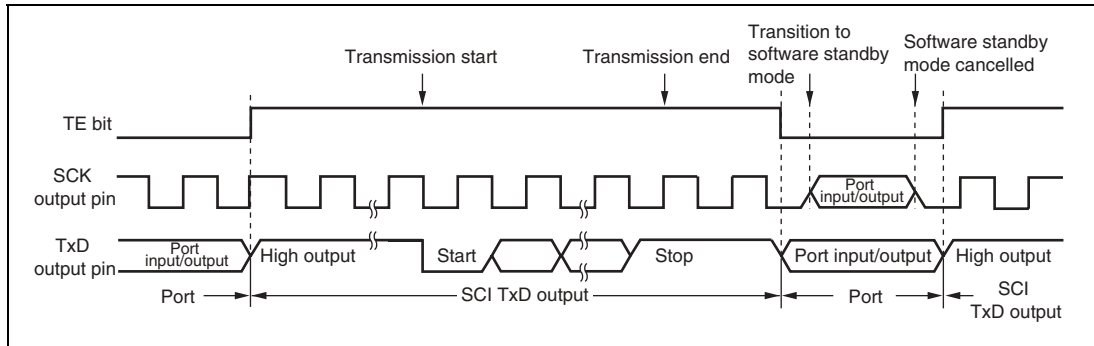 Transition to
software standby
mode
Software standby
mode cancelled
Transmission start
Transmission end
TE bit
SCK
output pin
Port
input/output
TxD
output pin
Port
input/output
High output
Start
Stop
Port input/output
High output
Port
SCI TxD output
Port
SCI
TxD output